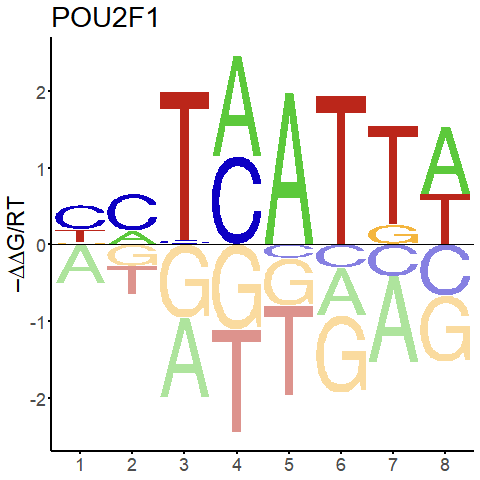 POU2F1
−ΔΔG/RT
2
1
0
-1
-2
C C T A A T T A
T A C C G T
A G G G C C C C
T A T G A A G
T G
1 2 3 4 5 6 7 8